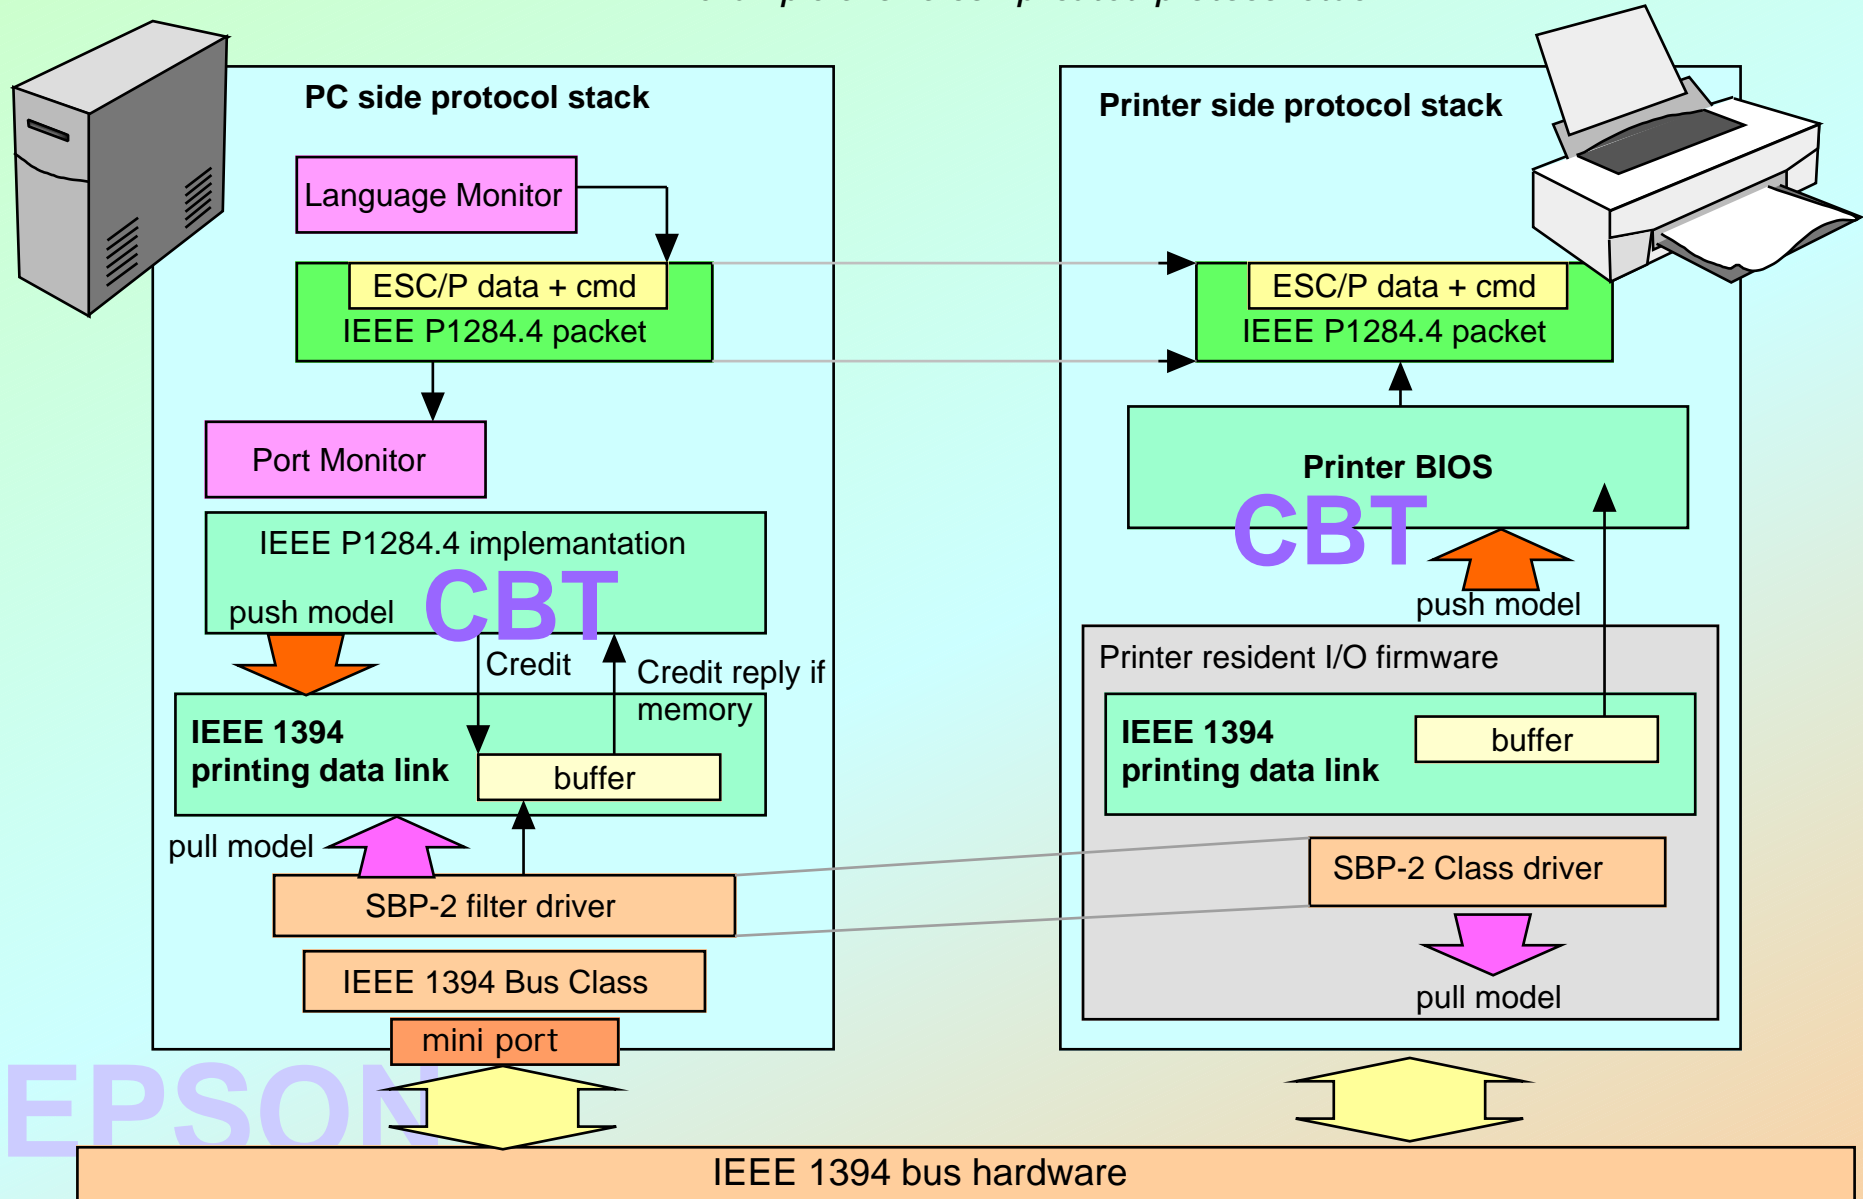 PC side protocol stack
Language Monitor
ESC/P data + cmd
IEEE P1284.4 packet
Port Monitor
IEEE P1284.4 implemantation
CBT
push model
Credit
Credit reply if
memory
IEEE 1394
printing data link
buffer
pull model
SBP-2 filter driver
IEEE 1394 Bus Class
mini port
Printer side protocol stack
ESC/P data + cmd
IEEE P1284.4 packet
Printer BIOS
CBT
push model
Printer resident I/O firmware
IEEE 1394
printing data link
buffer
SBP-2 Class driver
pull model
EPSON
IEEE 1394 bus hardware